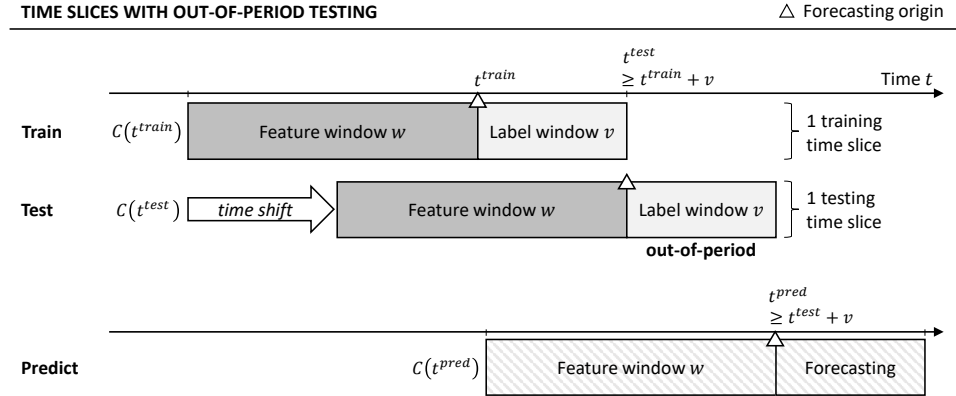 TIME SLICES WITH OUT-OF-PERIOD TESTING
△ Forecasting origin
t^{test}
t^{train} ≥ t^{train} + v Time t
Train C(t^{train}) Feature window w Label window v 1 training
time slice
Test C(t^{test}) time shift Feature window w Label window v 1 testing
time slice
out-of-period
t^{pred}
≥ t^{test} + v
Predict C(t^{pred}) Feature window w Forecasting